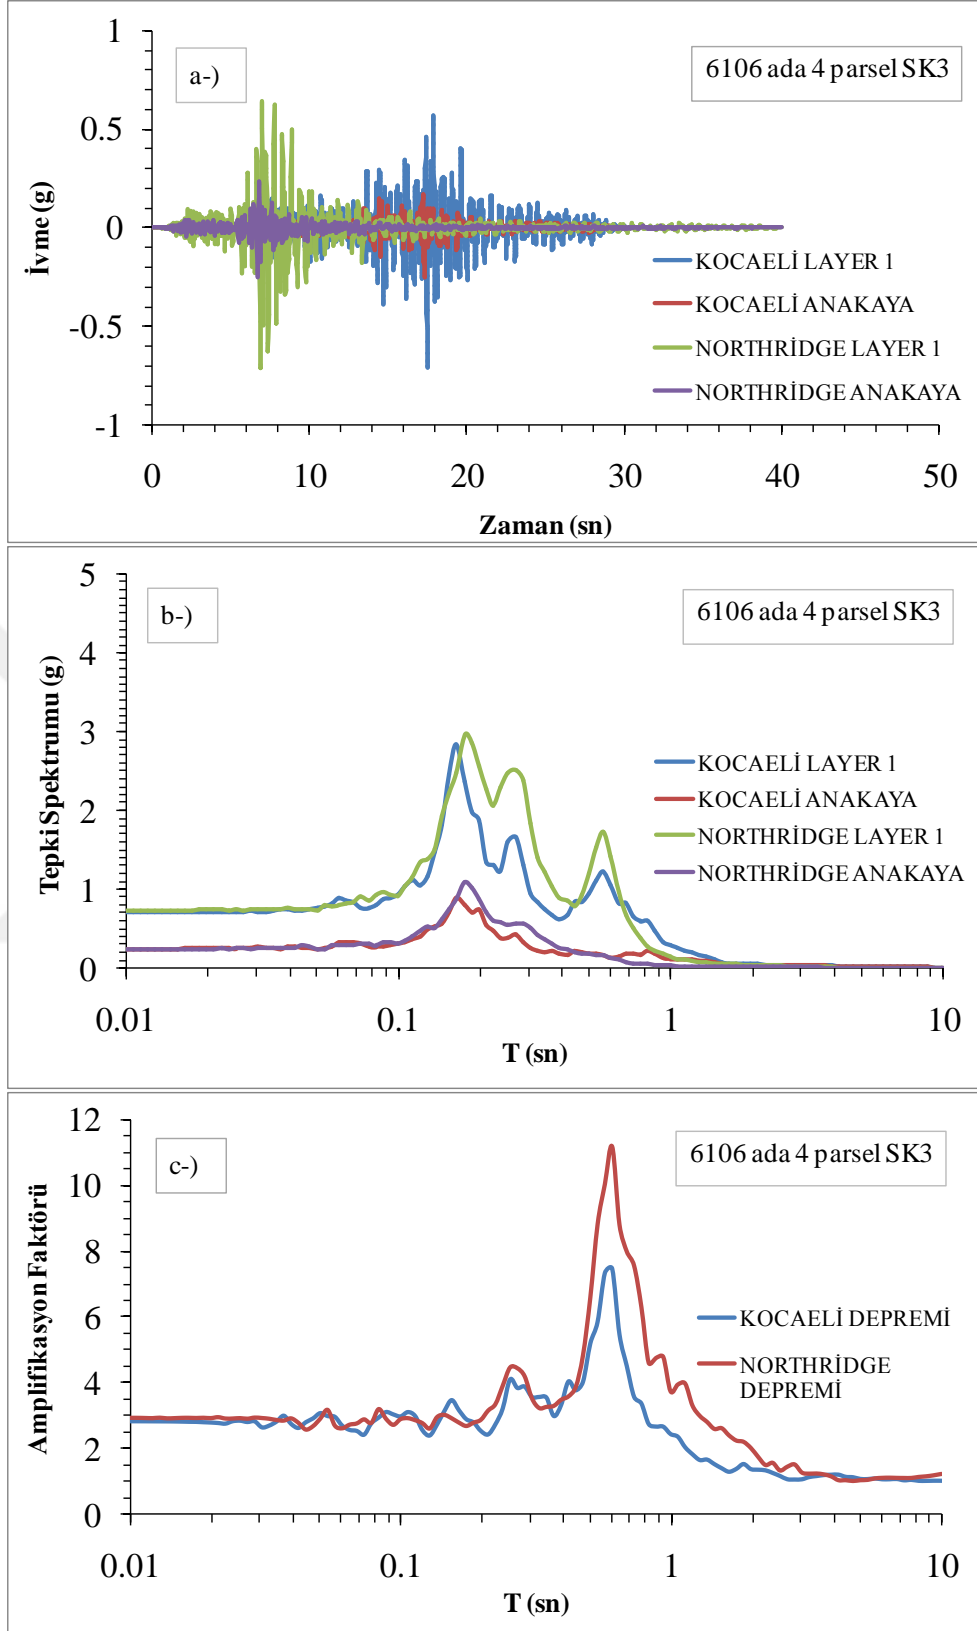 a-)
6106 ada 4 parsel SK3
1
0.5
0
-0.5
-1
İvme (g)
KOCAELİ LAYER 1
KOCAELİ ANAKAYA
NORTHRİDGE LAYER 1
NORTHRİDGE ANAKAYA
0 10 20 30 40 50
Zaman (sn)
b-)
6106 ada 4 parsel SK3
5
4
3
2
1
0
Tepki Spektrumu (g)
KOCAELİ LAYER 1
KOCAELİ ANAKAYA
NORTHRİDGE LAYER 1
NORTHRİDGE ANAKAYA
0.01 0.1 1 10
T (sn)
c-)
6106 ada 4 parsel SK3
12
10
8
6
4
2
0
Amplifikasyon Faktörü
KOCAELİ DEPREMİ
NORTHRİDGE
DEPREMİ
0.01 0.1 1 10
T (sn)